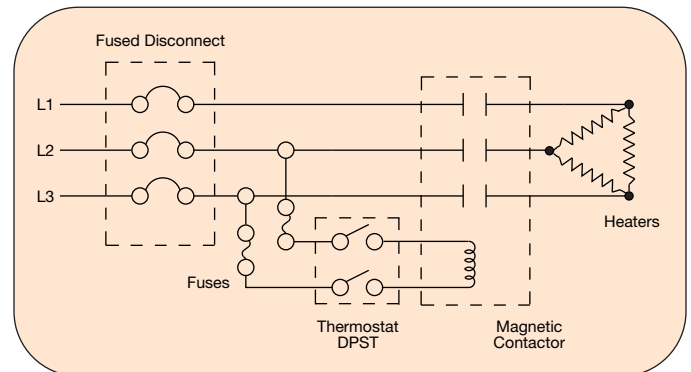 Fused Disconnect
L1
L2
L3
Heaters
Fuses
Thermostat
DPST
Magnetic
Contactor